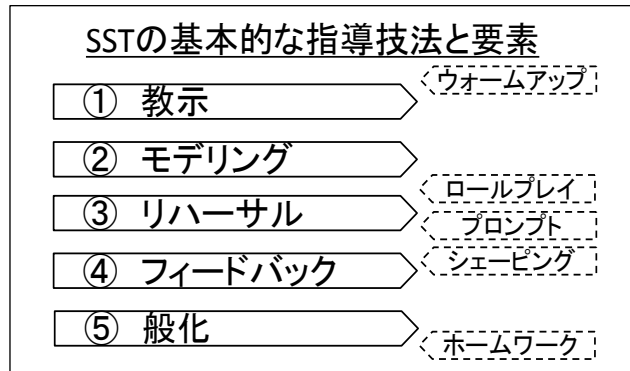 SSTの基本的な指導技法と要素
ウォームアップ
① 教示
② モデリング
ロールプレイ
③ リハーサル
プロンプト
④ フィードバック
シェーピング
⑤ 般化
ホームワーク